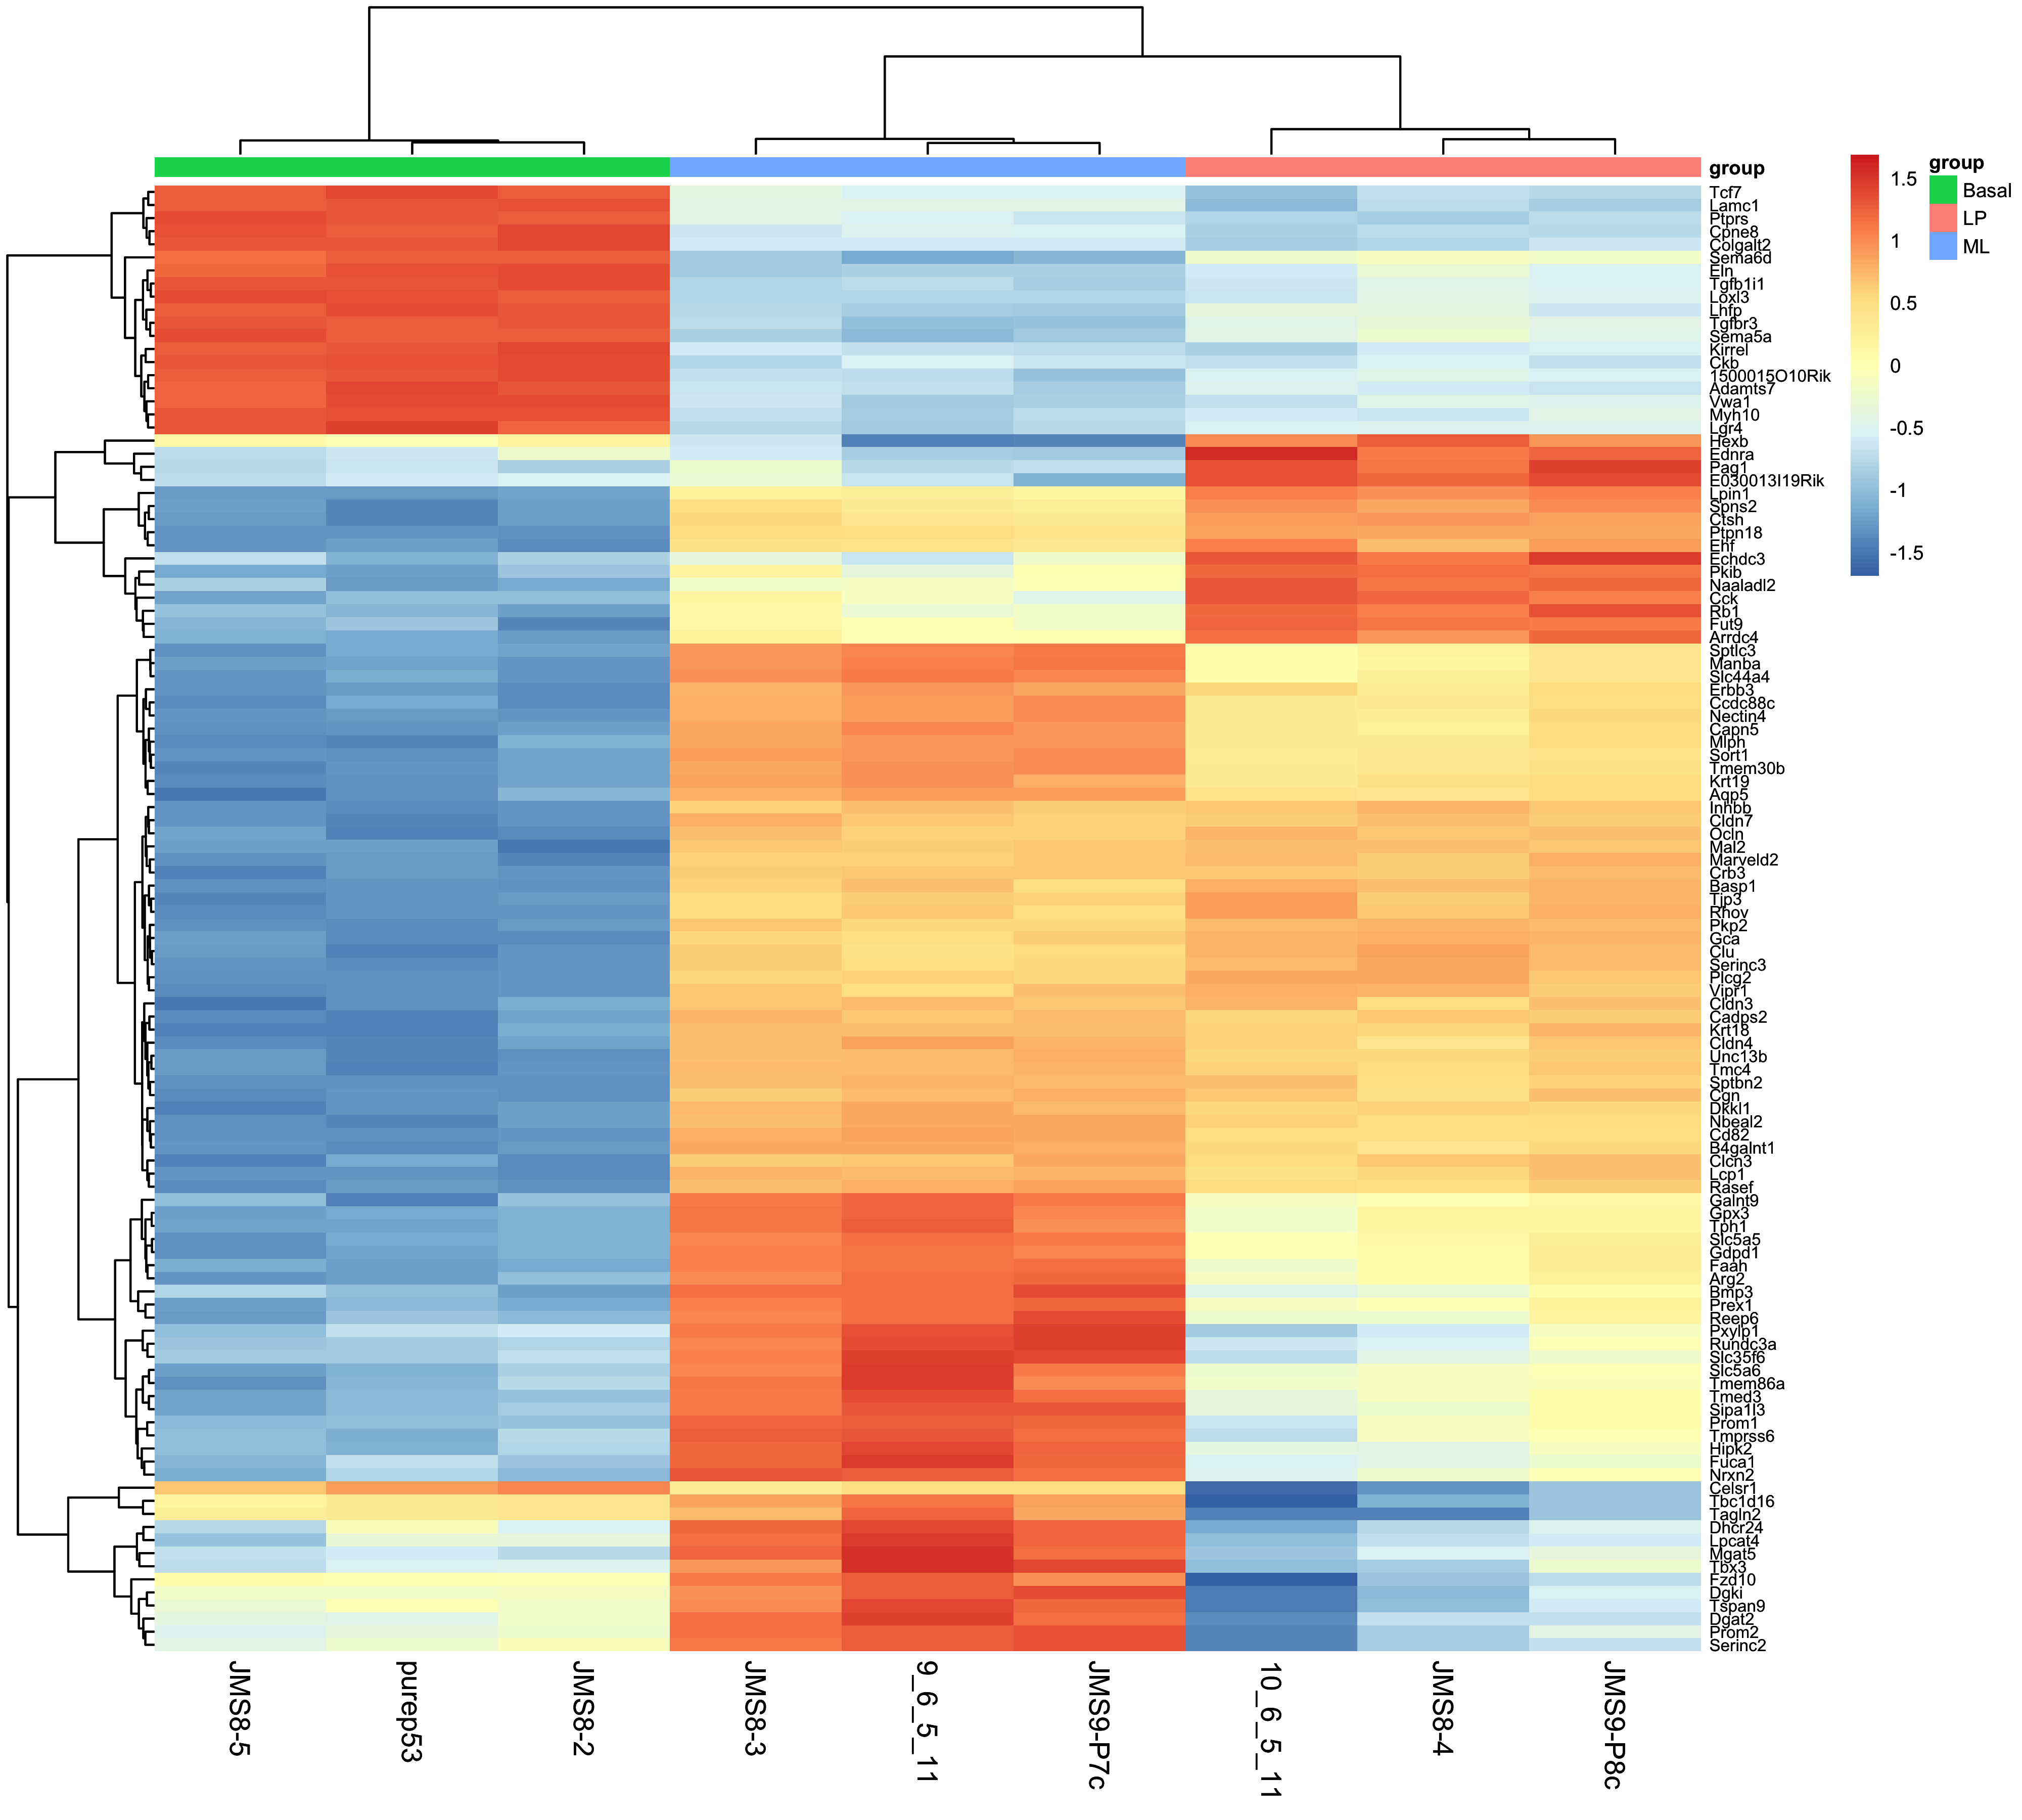 group
Tcf7
Lamc1
Ptprs
Cpne8
Colgalt2
Sema6d
Eln
Tgfb1i1
Loxl3
Lhfp
Tgfbr3
Sema5a
Kirrel
Ckb
1500015O10Rik
Adamts7
Vwa1
Myh10
Lgr4
Hexb
Ednra
Pag1
E030013I19Rik
Lpin1
Spns2
Ctsh
Ptpn18
Ehf
Echdc3
Pkib
Naaladl2
Cck
Rb1
Fut9
Arrdc4
Sptlc3
Manba
Slc44a4
Erbb3
Ccdc88c
Nectin4
Capn5
Mlph
Sort1
Tmem30b
Krt19
Aqp5
Inhbb
Cldn7
Ocln
Mal2
Marveld2
Crb3
Basp1
Tjp3
Rhov
Pkp2
Gca
Clu
Serinc3
Plcg2
Vipr1
Cldn3
Cadps2
Krt18
Cldn4
Unc13b
Tmc4
Sptbn2
Cgn
Dkkl1
Nbeal2
Cd82
B4galnt1
Clcn3
Lcp1
Rasef
Galnt9
Gpx3
Tph1
Slc5a5
Gdpd1
Faah
Arg2
Bmp3
Prex1
Reep6
Pxylp1
Rundc3a
Slc35f6
Slc5a6
Tmem86a
Tmed3
Sipa1l3
Prom1
Tmprss6
Hipk2
Fuca1
Nrxn2
Celsr1
Tbc1d16
Tagln2
Dhcr24
Lpcat4
Mgat5
Tbx3
Fzd10
Dgki
Tspan9
Dgat2
Prom2
Serinc2
JMS8-5
purep53
JMS8-2
JMS8-3
9_6_5_11
JMS9-P7c
10_6_5_11
JMS8-4
JMS9-P8c
1.5
1
0.5
0
-0.5
-1
-1.5
group
Basal
LP
ML